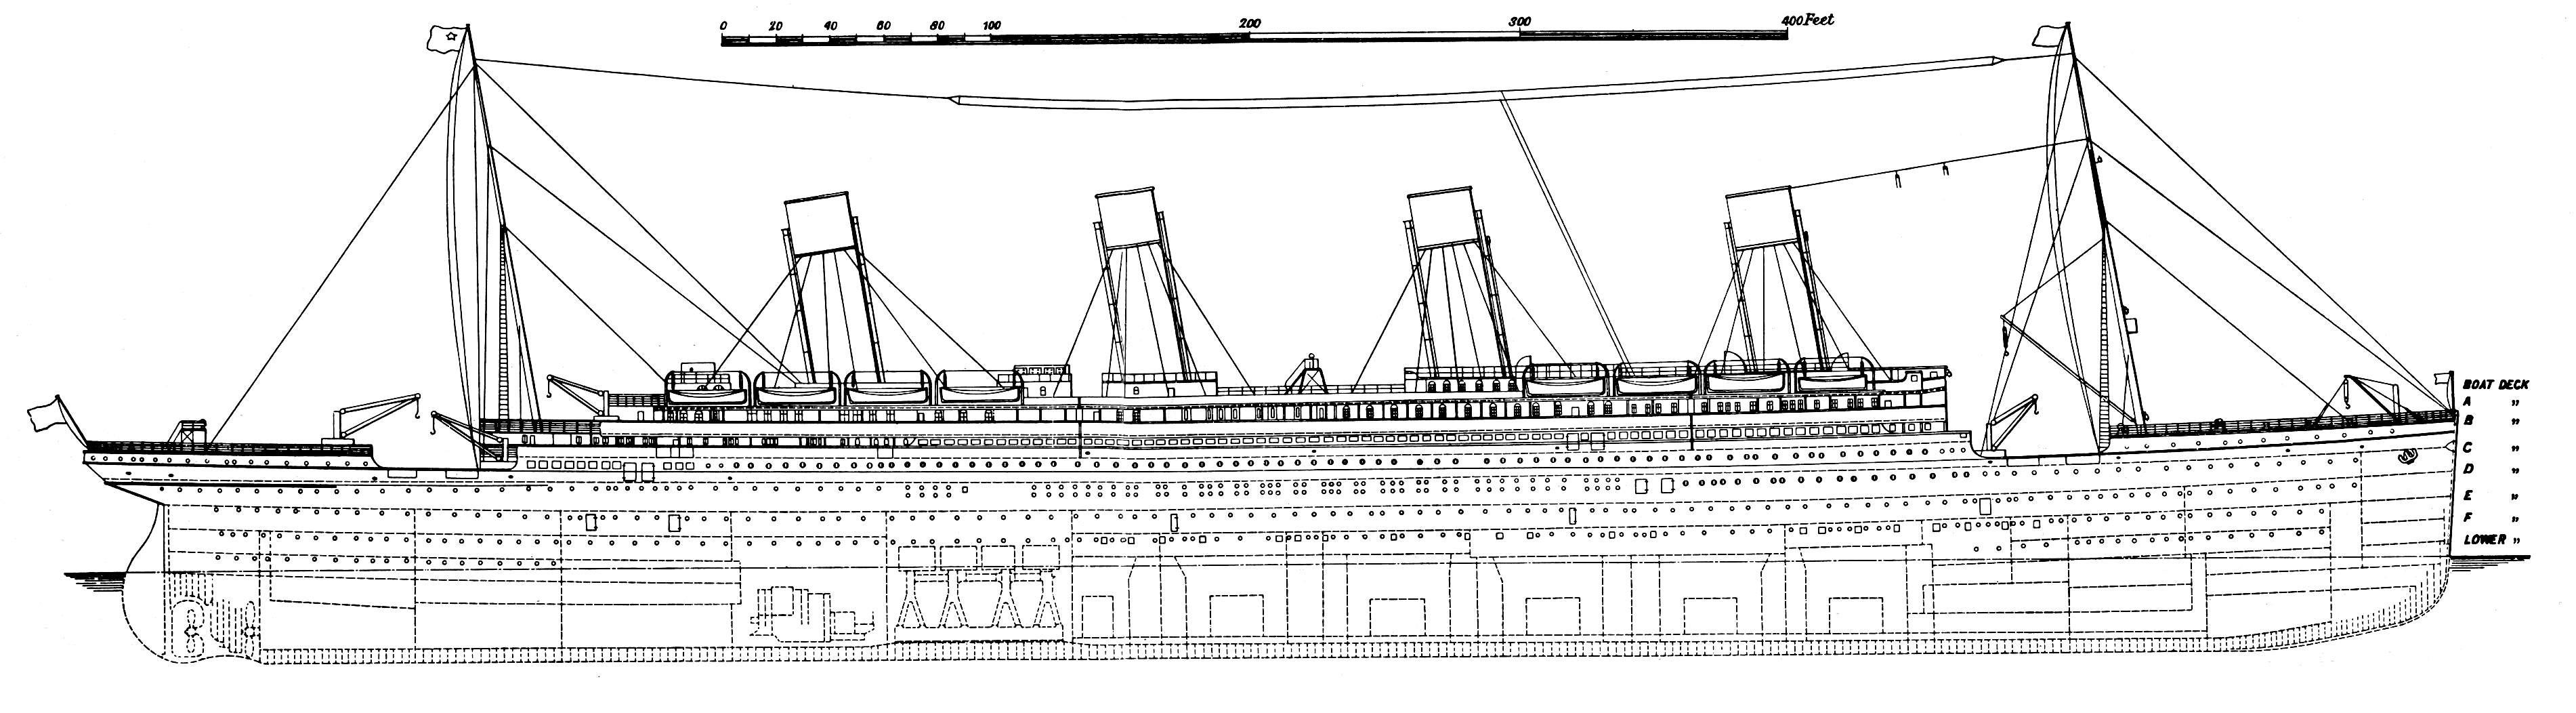 0 20 40 60 80 100 200 300 400 Feet
BOAT DECK
A "
B "
C "
D "
E "
F "
LOWER "